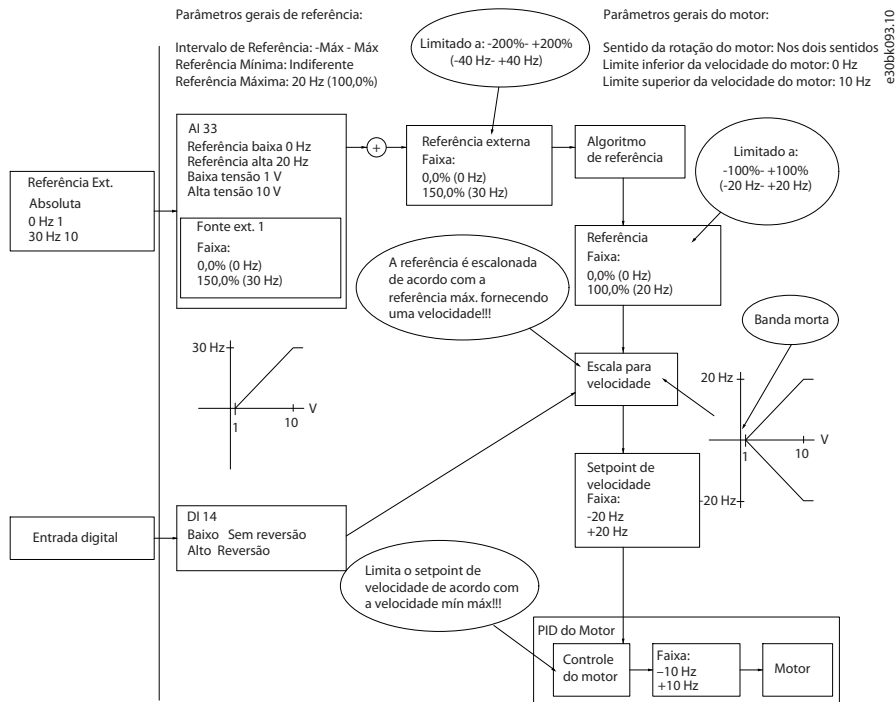 Parâmetros gerais de referência:
Intervalo de Referência: -Máx - Máx
Referência Mínima: Indiferente
Referência Máxima: 20 Hz (100,0%)
Limitado a: -200%- +200%
(-40 Hz- +40 Hz)
Parâmetros gerais do motor:
Sentido da rotação do motor: Nos dois sentidos
Limite inferior da velocidade do motor: 0 Hz
Limite superior da velocidade do motor: 10 Hz
e30bk093.10
Referência Ext.
Absoluta
0 Hz 1
30 Hz 10
AI 33
Referência baixa 0 Hz
Referência alta 20 Hz
Baixa tensão 1 V
Alta tensão 10 V
Fonte ext. 1
Faixa:
0,0% (0 Hz)
150,0% (30 Hz)
+
Referência externa
Faixa:
0,0% (0 Hz)
150,0% (30 Hz)
Algoritmo
de referência
Limitado a:
-100%- +100%
(-20 Hz- +20 Hz)
Referência
Faixa:
0,0% (0 Hz)
100,0% (20 Hz)
A referência é escalonada
de acordo com a
referência máx. fornecendo
uma velocidade!!!
Banda morta
30 Hz
V
1
10
Escala para
velocidade
20 Hz
V
1
10
-20 Hz
Setpoint de
velocidade
Faixa:
-20 Hz
+20 Hz
Entrada digital
DI 14
Baixo Sem reversão
Alto Reversão
Limita o setpoint de
velocidade de acordo com
a velocidade mín máx!!!
PID do Motor
Controle
do motor
Faixa:
–10 Hz
+10 Hz
Motor